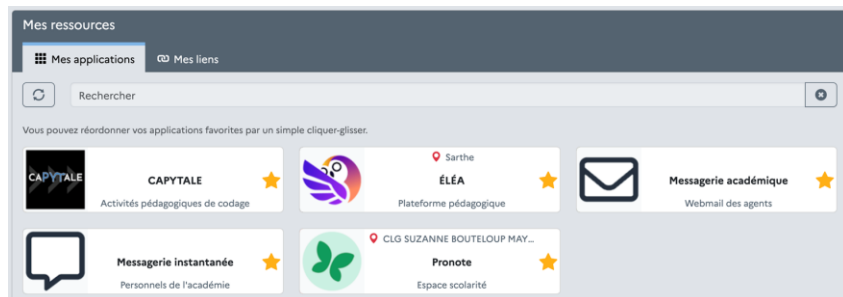 Mes ressources
Mes applications
Mes liens
Rechercher
Vous pouvez réordonner vos applications favorites par un simple cliquer-glisser.
CAPYTALE
CAPYTALE
Activités pédagogiques de codage
Sarthe
ÉLÉA
Plateforme pédagogique
Messagerie académique
Webmail des agents
Messagerie instantanée
Personnels de l'académie
CLG SUZANNE BOUTELOUP MAY...
Pronote
Espace scolarité